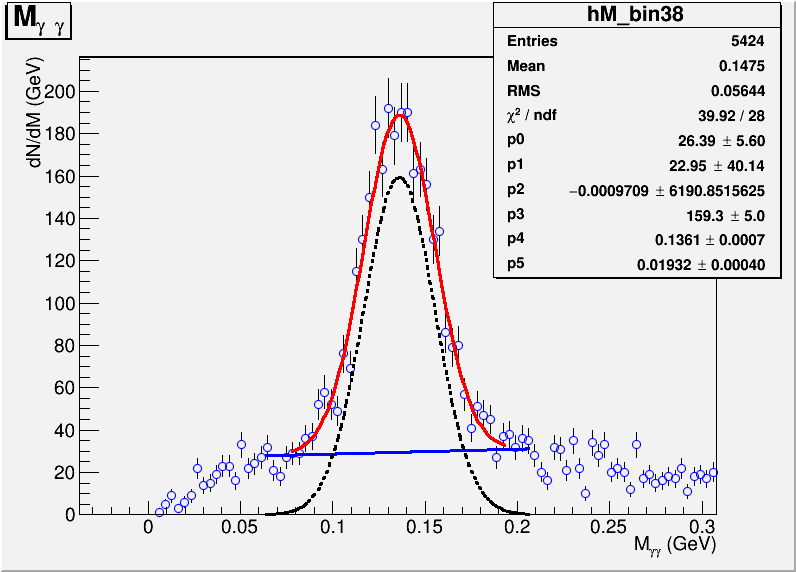 M γ γ
hM_bin38
Entries 5424
Mean 0.1475
RMS 0.05644
χ² / ndf 39.92 / 28
p0 26.39 ± 5.60
p1 22.95 ± 40.14
p2 −0.0009709 ± 6190.8515625
p3 159.3 ± 5.0
p4 0.1361 ± 0.0007
p5 0.01932 ± 0.00040
dN/dM (GeV)
200
180
160
140
120
100
80
60
40
20
0
0 0.05 0.1 0.15 0.2 0.25 0.3
Mγγ (GeV)